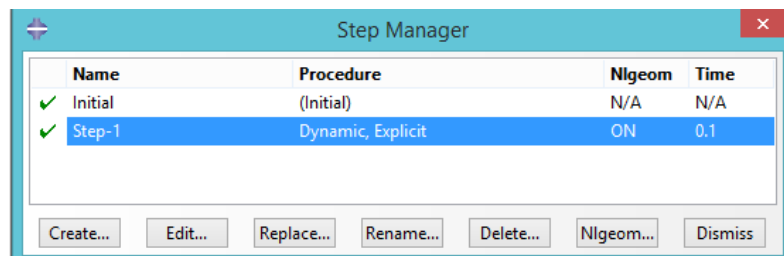 Step Manager
Name Procedure Nlgeom Time
Initial (Initial) N/A N/A
Step-1 Dynamic, Explicit ON 0.1
Create... Edit... Replace... Rename... Delete... Nlgeom... Dismiss